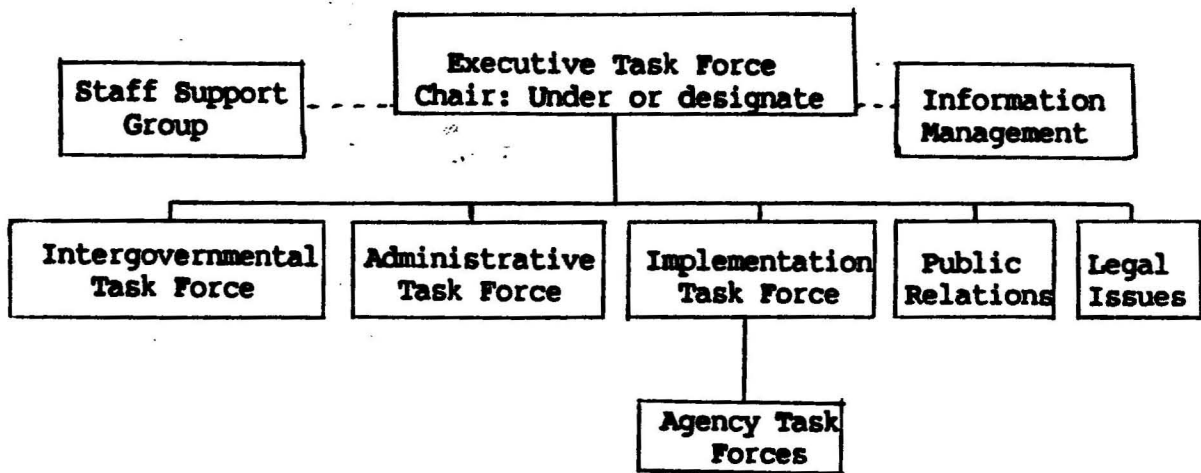 Executive Task Force
Chair: Under or designate
Staff Support
Group
Information
Management
Intergovernmental
Task Force
Administrative
Task Force
Implementation
Task Force
Public
Relations
Legal
Issues
Agency Task
Forces